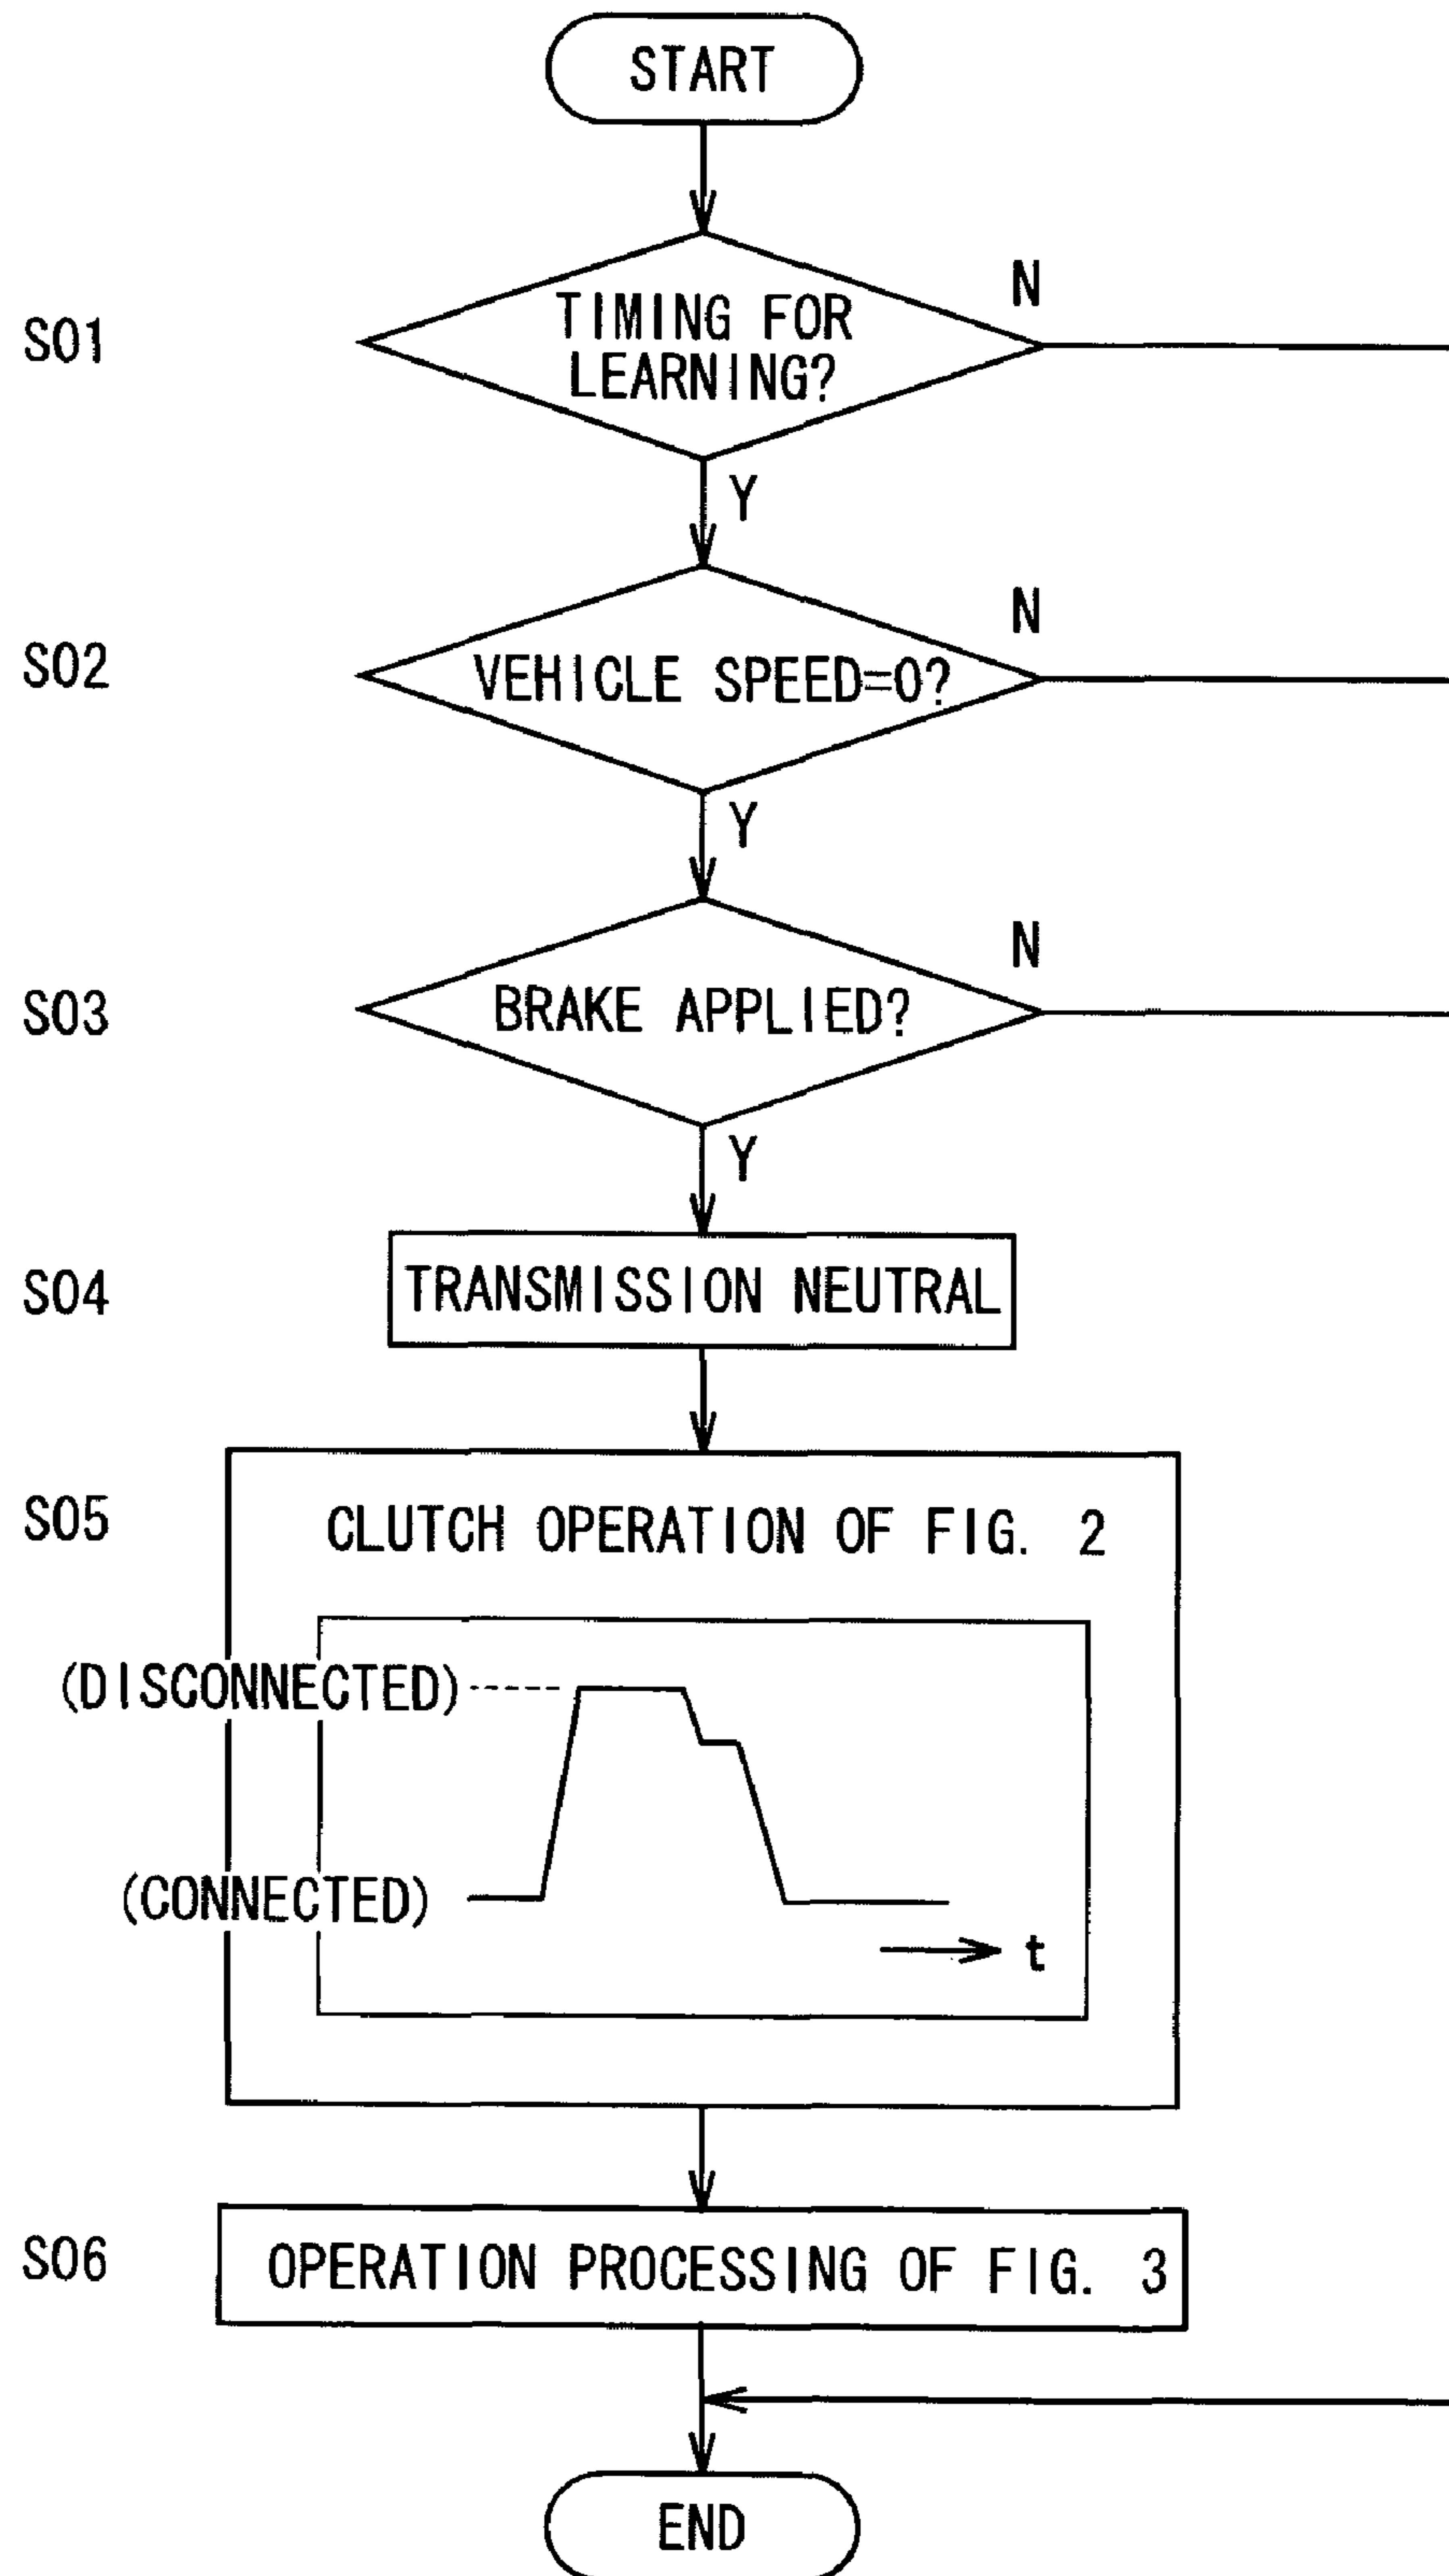 START
N
S01
TIMING FOR
LEARNING?
Y
N
S02
VEHICLE SPEED=0?
Y
N
S03
BRAKE APPLIED?
Y
S04
TRANSMISSION NEUTRAL
S05
CLUTCH OPERATION OF FIG. 2
(DISCONNECTED)
(CONNECTED)
t
S06
OPERATION PROCESSING OF FIG. 3
END